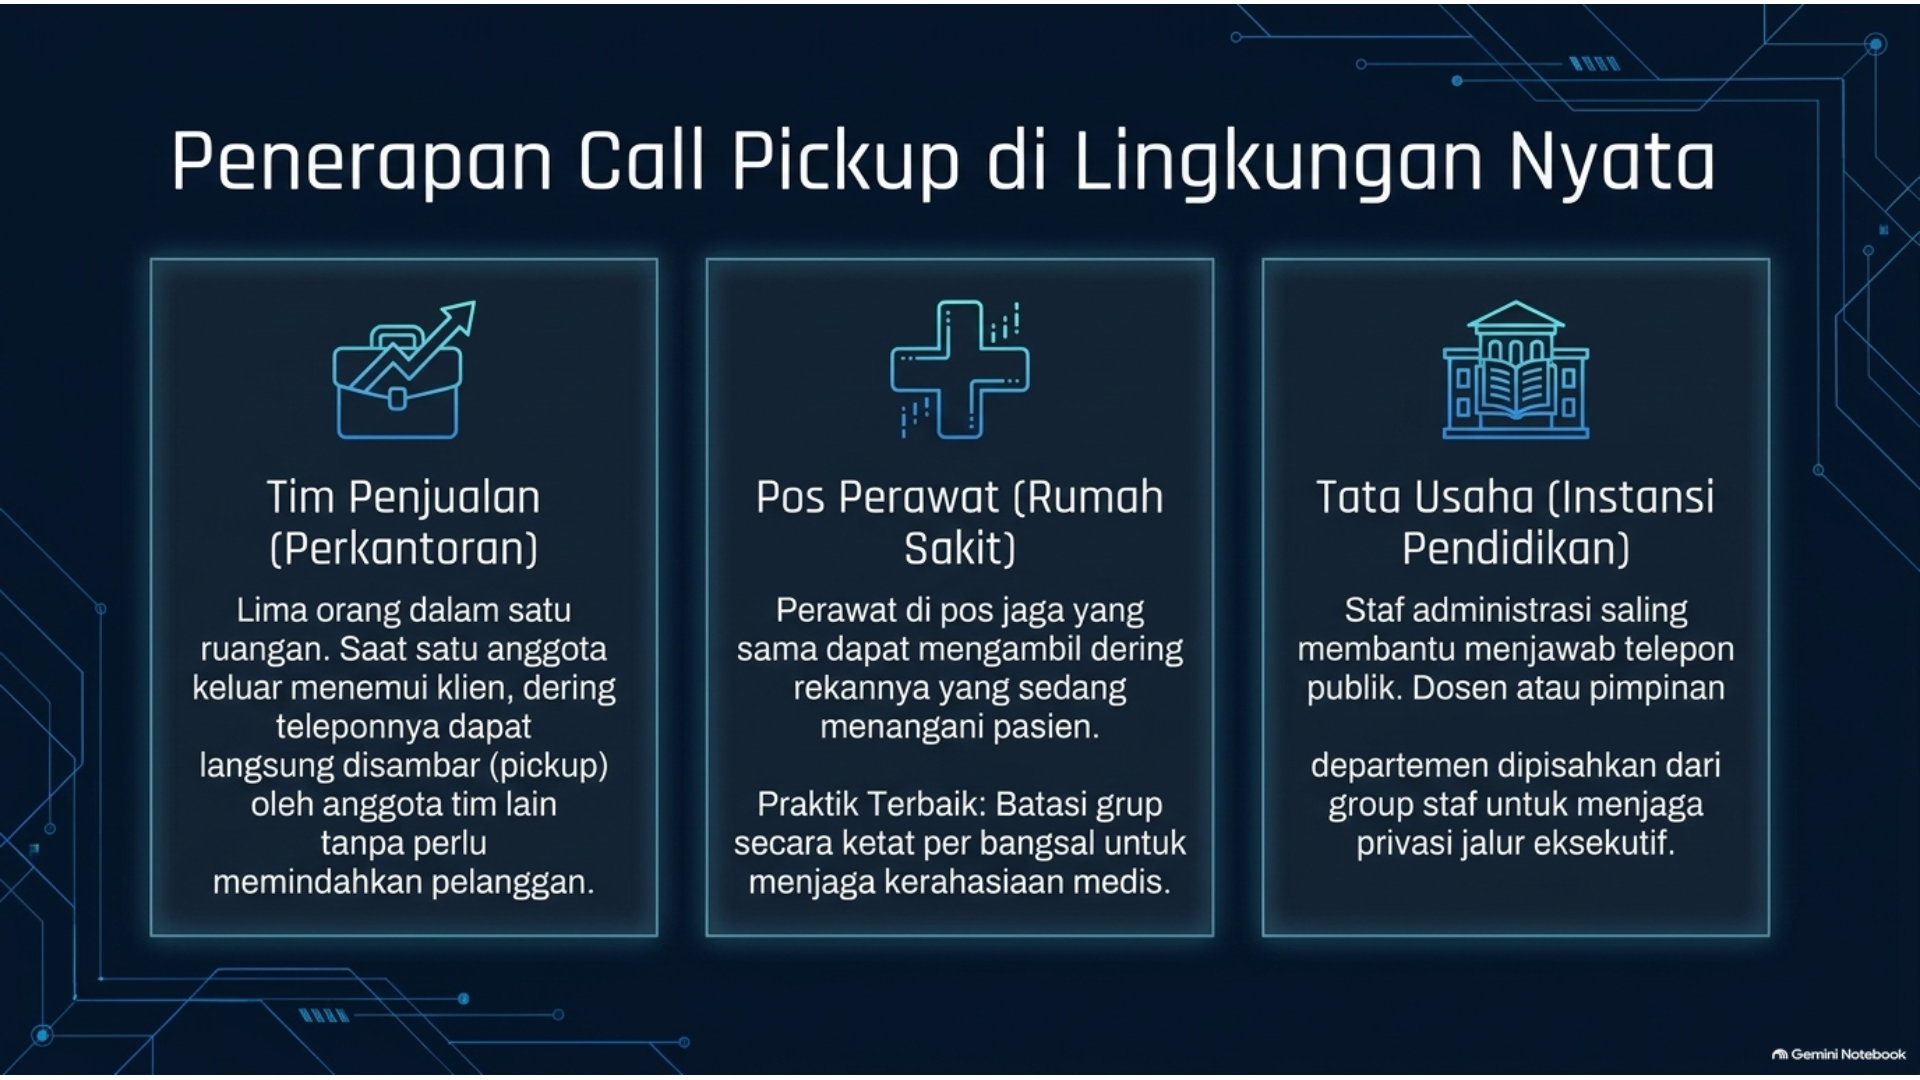 Penerapan Call Pickup di Lingkungan Nyata
Tim Penjualan
(Perkantoran)
Lima orang dalam satu
ruangan. Saat satu anggota
keluar menemui klien, dering
teleponnya dapat
langsung disambar (pickup)
oleh anggota tim lain
tanpa perlu
memindahkan pelanggan.
Pos Perawat (Rumah
Sakit)
Perawat di pos jaga yang
sama dapat mengambil dering
rekannya yang sedang
menangani pasien.
Praktik Terbaik: Batasi grup
secara ketat per bangsal untuk
menjaga kerahasiaan medis.
Tata Usaha (Instansi
Pendidikan)
Staf administrasi saling
membantu menjawab telepon
publik. Dosen atau pimpinan
departemen dipisahkan dari
group staf untuk menjaga
privasi jalur eksekutif.
Gemini Notebook